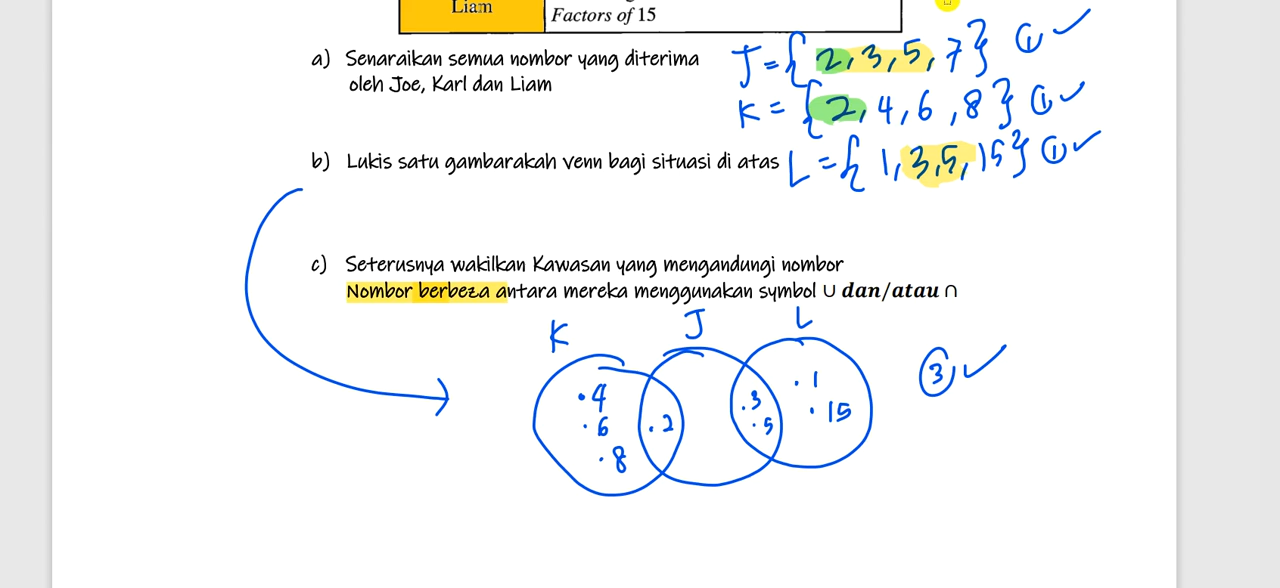 Liam
Factors of 15
a) Senaraikan semua nombor yang diterima
oleh Joe, Karl dan Liam
J = {2, 3, 5, 7} ① ✓
K = {2, 4, 6, 8} ① ✓
b) Lukis satu gambarakah venn bagi situasi di atas
L = {1, 3, 5, 15} ① ✓
c) Seterusnya wakilkan Kawasan yang mengandungi nombor
Nombor berbeza antara mereka menggunakan symbol ∪ dan/atau ∩
K J L
③ ✓
.4
.6
.8
.2
.3
.5
.1
.15